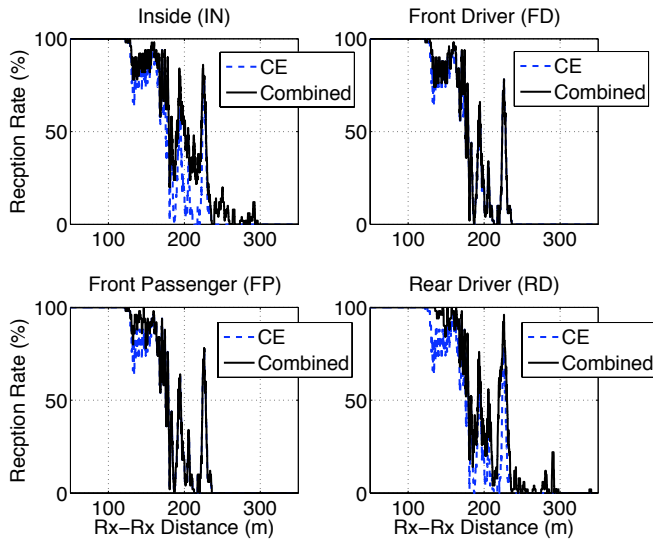 Inside (IN)
Front Driver (FD)
Recption Rate (%)
100
50
0
CE
Combined
100
200
300
100
50
0
CE
Combined
100
200
300
Front Passenger (FP)
Rear Driver (RD)
Recption Rate (%)
100
50
0
CE
Combined
100
200
300
Rx−Rx Distance (m)
100
50
0
CE
Combined
100
200
300
Rx−Rx Distance (m)